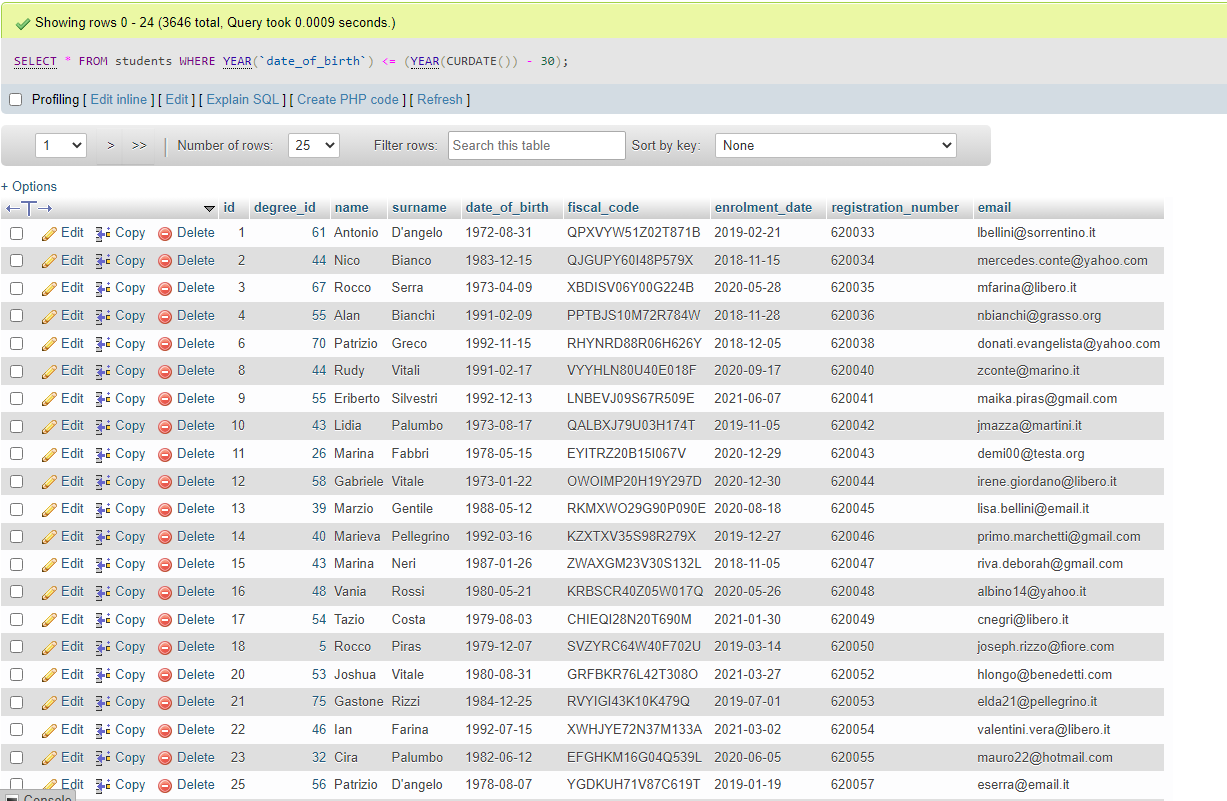 Showing rows 0 - 24 (3646 total, Query took 0.0009 seconds.)
SELECT * FROM students WHERE YEAR(`date_of_birth`) <= (YEAR(CURDATE()) - 30);
Profiling [ Edit inline ] [ Edit ] [ Explain SQL ] [ Create PHP code ] [ Refresh ]
1 > >> | Number of rows: 25 Filter rows: Search this table Sort by key: None
+ Options
←T→ id degree_id name surname date_of_birth fiscal_code enrolment_date registration_number email
Edit Copy Delete 1 61 Antonio D'angelo 1972-08-31 QPXVYW51Z02T871B 2019-02-21 620033 lbellini@sorrentino.it
Edit Copy Delete 2 44 Nico Bianco 1983-12-15 QJGUPY60I48P579X 2018-11-15 620034 mercedes.conte@yahoo.com
Edit Copy Delete 3 67 Rocco Serra 1973-04-09 XBDISV06Y00G224B 2020-05-28 620035 mfarina@libero.it
Edit Copy Delete 4 55 Alan Bianchi 1991-02-09 PPTBJS10M72R784W 2018-11-28 620036 nbianchi@grasso.org
Edit Copy Delete 6 70 Patrizio Greco 1992-11-15 RHYNRD88R06H626Y 2018-12-05 620038 donati.evangelista@yahoo.com
Edit Copy Delete 8 44 Rudy Vitali 1991-02-17 VYYHLN80U40E018F 2020-09-17 620040 zconte@marino.it
Edit Copy Delete 9 55 Eriberto Silvestri 1992-12-13 LNBEVJ09S67R509E 2021-06-07 620041 maika.piras@gmail.com
Edit Copy Delete 10 43 Lidia Palumbo 1973-08-17 QALBXJ79U03H174T 2019-11-05 620042 jmazza@martini.it
Edit Copy Delete 11 26 Marina Fabbri 1978-05-15 EYITRZ20B15I067V 2020-12-29 620043 demi00@testa.org
Edit Copy Delete 12 58 Gabriele Vitale 1973-01-22 OWOIMP20H19Y297D 2020-12-30 620044 irene.giordano@libero.it
Edit Copy Delete 13 39 Marzio Gentile 1988-05-12 RKMXWO29G90P090E 2020-08-18 620045 lisa.bellini@email.it
Edit Copy Delete 14 40 Marieva Pellegrino 1992-03-16 KZXTXV35S98R279X 2019-12-27 620046 primo.marchetti@gmail.com
Edit Copy Delete 15 43 Marina Neri 1987-01-26 ZWAXGM23V30S132L 2018-11-05 620047 riva.deborah@gmail.com
Edit Copy Delete 16 48 Vania Rossi 1980-05-21 KRBSCR40Z05W017Q 2020-05-26 620048 albino14@yahoo.it
Edit Copy Delete 17 54 Tazio Costa 1979-08-03 CHIEQI28N20T690M 2021-01-30 620049 cnegri@libero.it
Edit Copy Delete 18 5 Rocco Piras 1979-12-07 SVZYRC64W40F702U 2019-03-14 620050 joseph.rizzo@fiore.com
Edit Copy Delete 20 53 Joshua Vitale 1980-08-31 GRFBKR76L42T308O 2021-03-27 620052 hlongo@benedetti.com
Edit Copy Delete 21 75 Gastone Rizzi 1984-12-25 RVYIGI43K10K479Q 2019-07-01 620053 elda21@pellegrino.it
Edit Copy Delete 22 46 Ian Farina 1992-07-15 XWHJYE72N37M133A 2021-03-02 620054 valentini.vera@libero.it
Edit Copy Delete 23 32 Cira Palumbo 1982-06-12 EFGHKM16G04Q539L 2020-06-05 620055 mauro22@hotmail.com
Edit Copy Delete 25 56 Patrizio D'angelo 1978-08-07 YGDKUH71V87C619T 2019-01-19 620057 eserra@email.it
Console